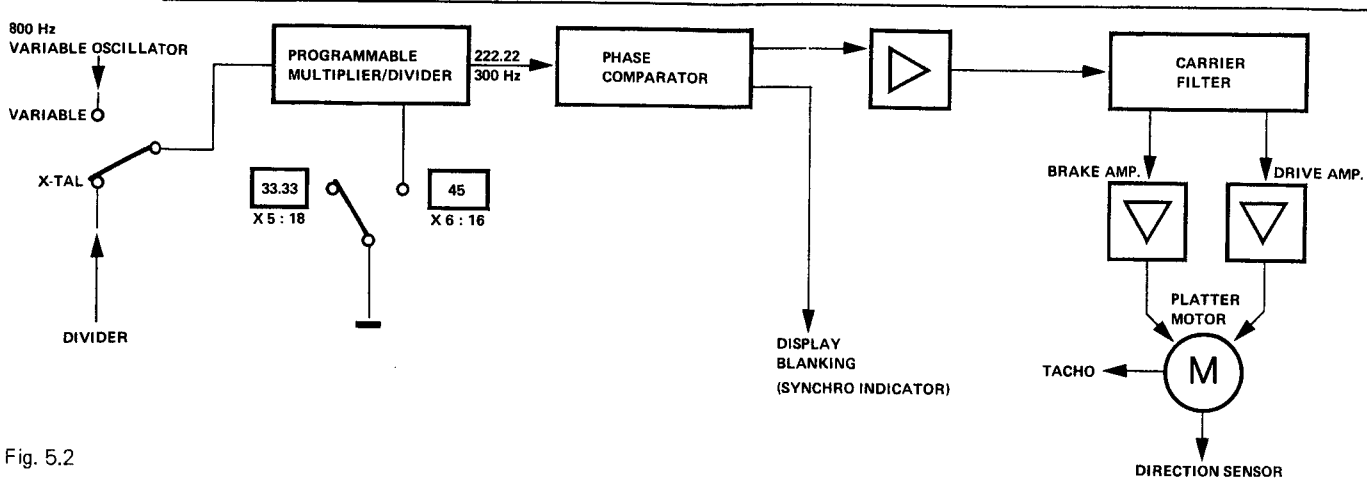 800 Hz
VARIABLE OSCILLATOR
VARIABLE
X-TAL
DIVIDER
PROGRAMMABLE
MULTIPLIER/DIVIDER
33.33
X 5 : 18
45
X 6 : 16
222.22
300 Hz
PHASE
COMPARATOR
DISPLAY
BLANKING
(SYNCHRO INDICATOR)
CARRIER
FILTER
BRAKE AMP.
DRIVE AMP.
PLATTER
MOTOR
TACHO
M
DIRECTION SENSOR
Fig. 5.2